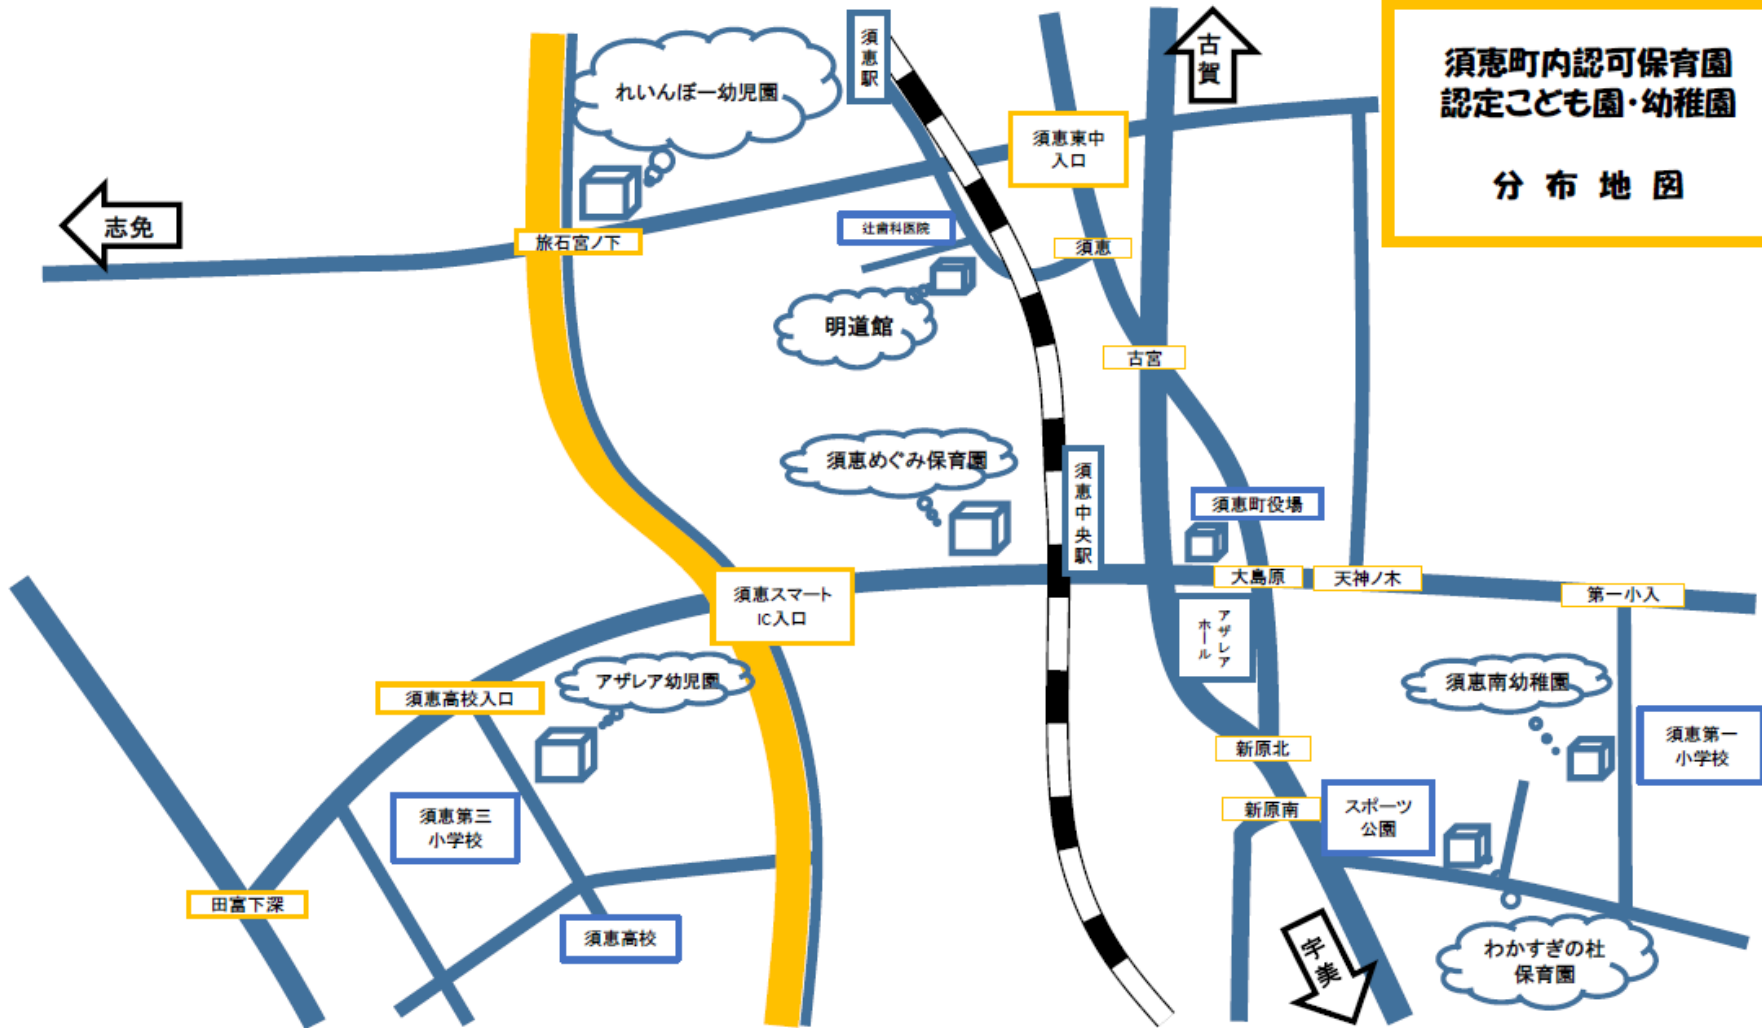 須恵町内認可保育園
認定こども園・幼稚園
分布地図
古賀
須恵駅
れいんぼー幼児園
須恵東中
入口
志免
旅石宮ノ下
辻歯科医院
須恵
明道館
古宮
須恵めぐみ保育園
須恵中央駅
須恵町役場
大島原
天神ノ木
第一小入
須恵スマート
IC入口
アザレア
ホール
アザレア幼児園
須恵高校入口
須恵南幼稚園
須恵第一
小学校
新原北
新原南
スポーツ
公園
須恵第三
小学校
田富下深
須恵高校
宇美
わかすぎの杜
保育園